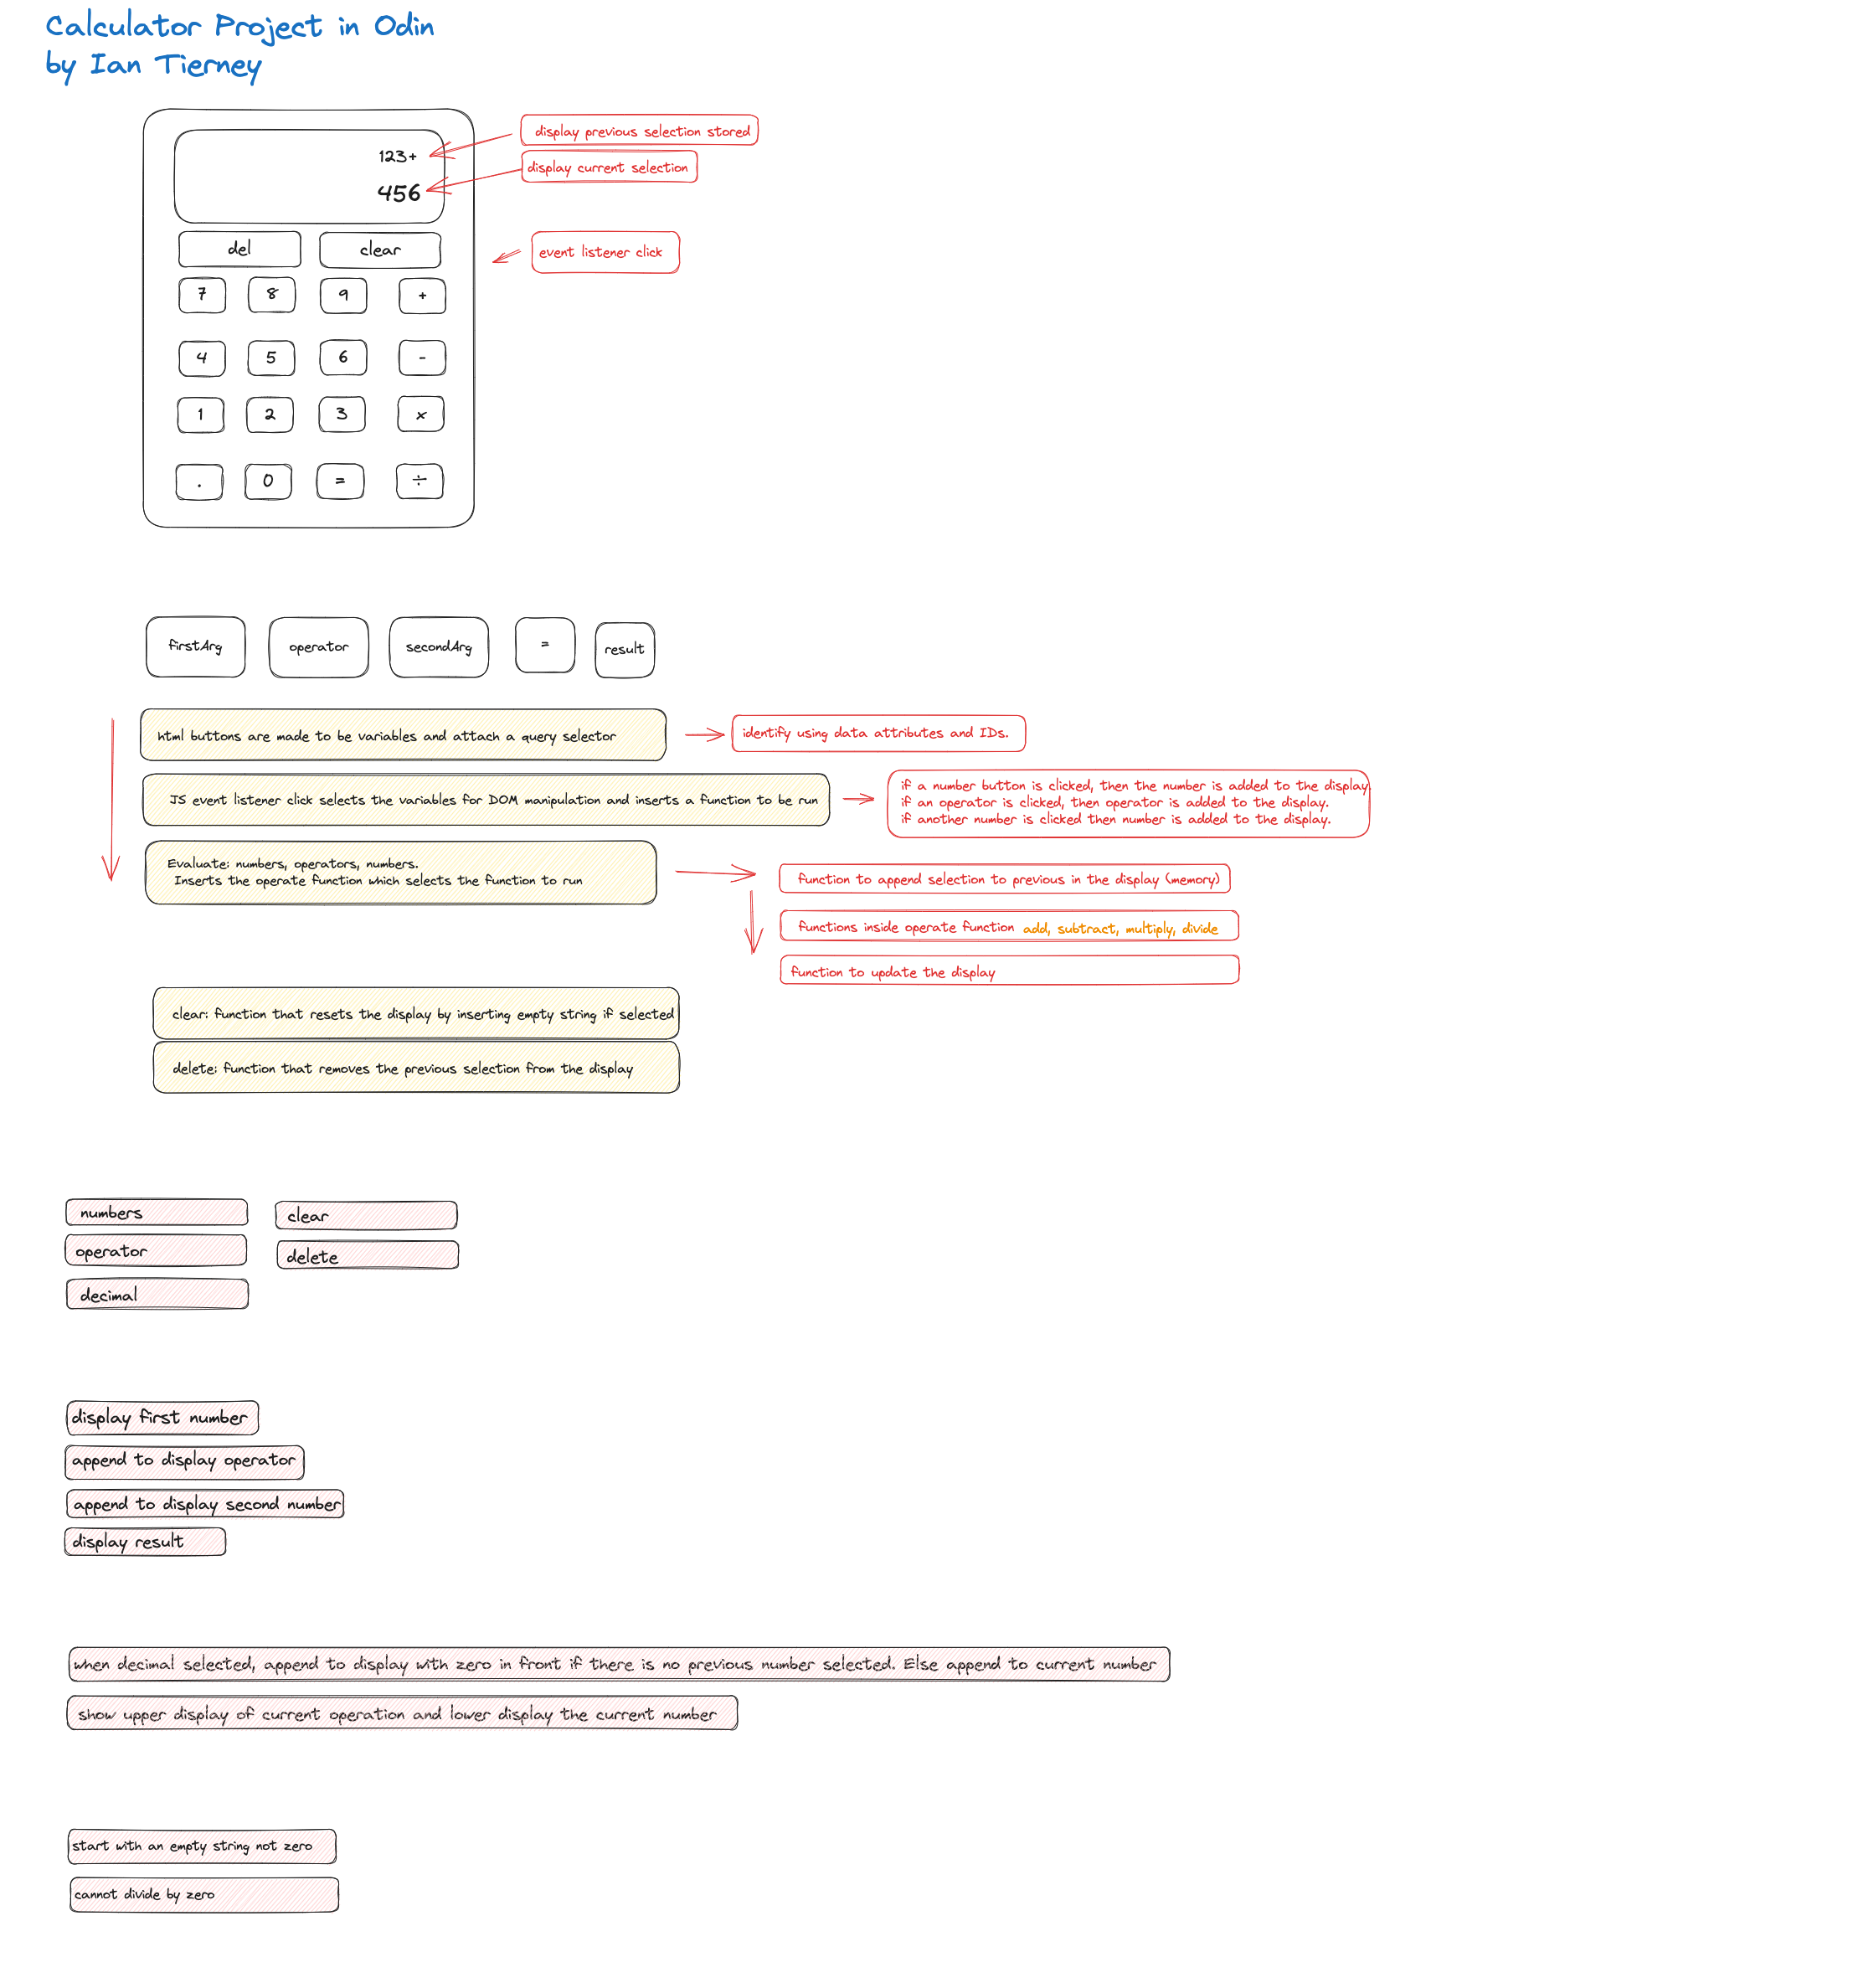 Calculator Project in Odin
by Ian Tierney
123+
display previous selection stored
456
display current selection
del
clear
event listener click
7
8
9
+
4
5
6
-
1
2
3
x
.
0
=
÷
firstArg
operator
secondArg
=
result
html buttons are made to be variables and attach a query selector
identify using data attributes and IDs.
JS event listener click selects the variables for DOM manipulation and inserts a function to be run
if a number button is clicked, then the number is added to the display.
if an operator is clicked, then operator is added to the display.
if another number is clicked then number is added to the display.
Evaluate: numbers, operators, numbers.
Inserts the operate function which selects the function to run
function to append selection to previous in the display (memory)
functions inside operate function add, subtract, multiply, divide
function to update the display
clear: function that resets the display by inserting empty string if selected
delete: function that removes the previous selection from the display
numbers
clear
operator
delete
decimal
display first number
append to display operator
append to display second number
display result
when decimal selected, append to display with zero in front if there is no previous number selected. Else append to current number
show upper display of current operation and lower display the current number
start with an empty string not zero
cannot divide by zero